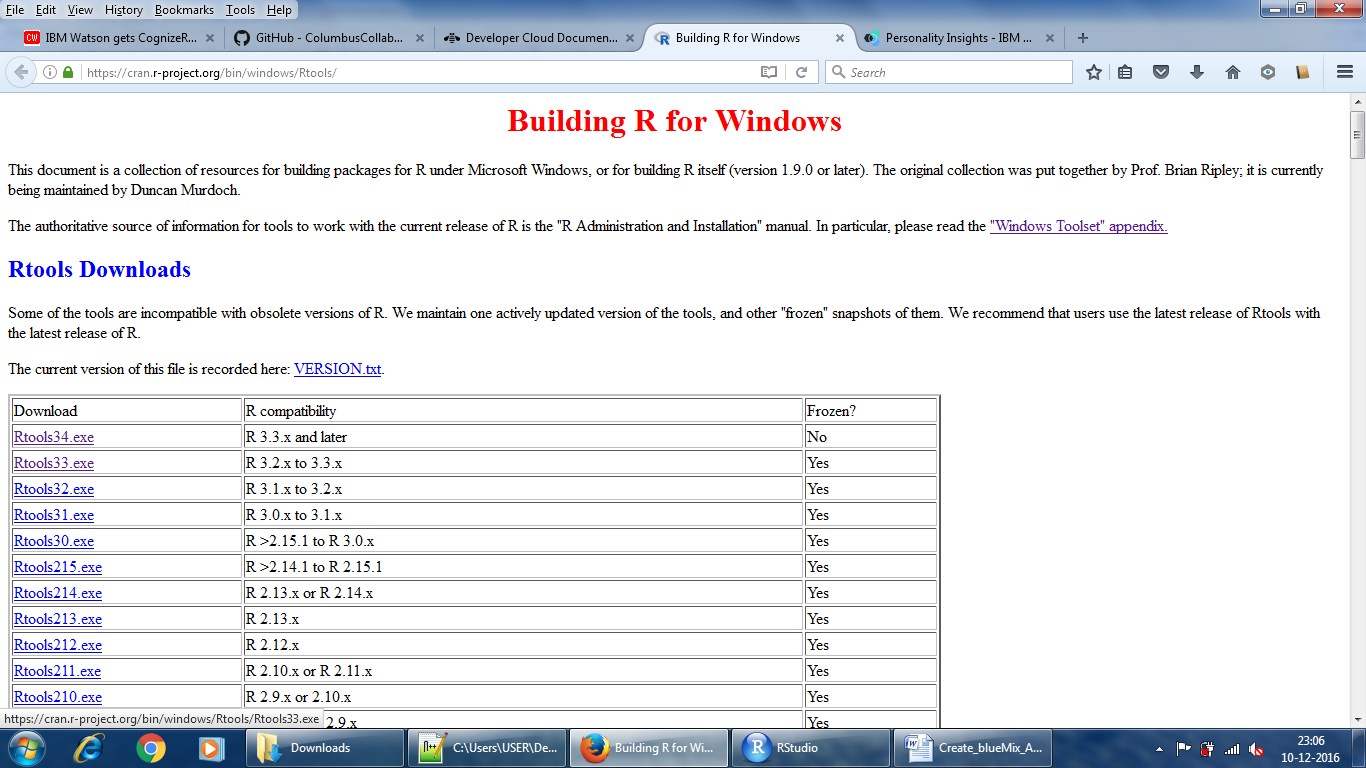 File Edit View History Bookmarks Tools Help
IBM Watson gets CognizeR... GitHub - ColumbusCollab... Developer Cloud Documen... Building R for Windows Personality Insights - IBM ...
https://cran.r-project.org/bin/windows/Rtools/ Search
Building R for Windows
This document is a collection of resources for building packages for R under Microsoft Windows, or for building R itself (version 1.9.0 or later). The original collection was put together by Prof. Brian Ripley; it is currently
being maintained by Duncan Murdoch.
The authoritative source of information for tools to work with the current release of R is the "R Administration and Installation" manual. In particular, please read the "Windows Toolset" appendix.
Rtools Downloads
Some of the tools are incompatible with obsolete versions of R. We maintain one actively updated version of the tools, and other "frozen" snapshots of them. We recommend that users use the latest release of Rtools with
the latest release of R.
The current version of this file is recorded here: VERSION.txt.
Download R compatibility Frozen?
Rtools34.exe R 3.3.x and later No
Rtools33.exe R 3.2.x to 3.3.x Yes
Rtools32.exe R 3.1.x to 3.2.x Yes
Rtools31.exe R 3.0.x to 3.1.x Yes
Rtools30.exe R >2.15.1 to R 3.0.x Yes
Rtools215.exe R >2.14.1 to R 2.15.1 Yes
Rtools214.exe R 2.13.x or R 2.14.x Yes
Rtools213.exe R 2.13.x Yes
Rtools212.exe R 2.12.x Yes
Rtools211.exe R 2.10.x or R 2.11.x Yes
Rtools210.exe R 2.9.x or 2.10.x Yes
https://cran.r-project.org/bin/windows/Rtools/Rtools33.exe 2.9.x Yes
Downloads C:\Users\USER\De... Building R for Wi... RStudio Create_blueMix_A... 23:06
10-12-2016